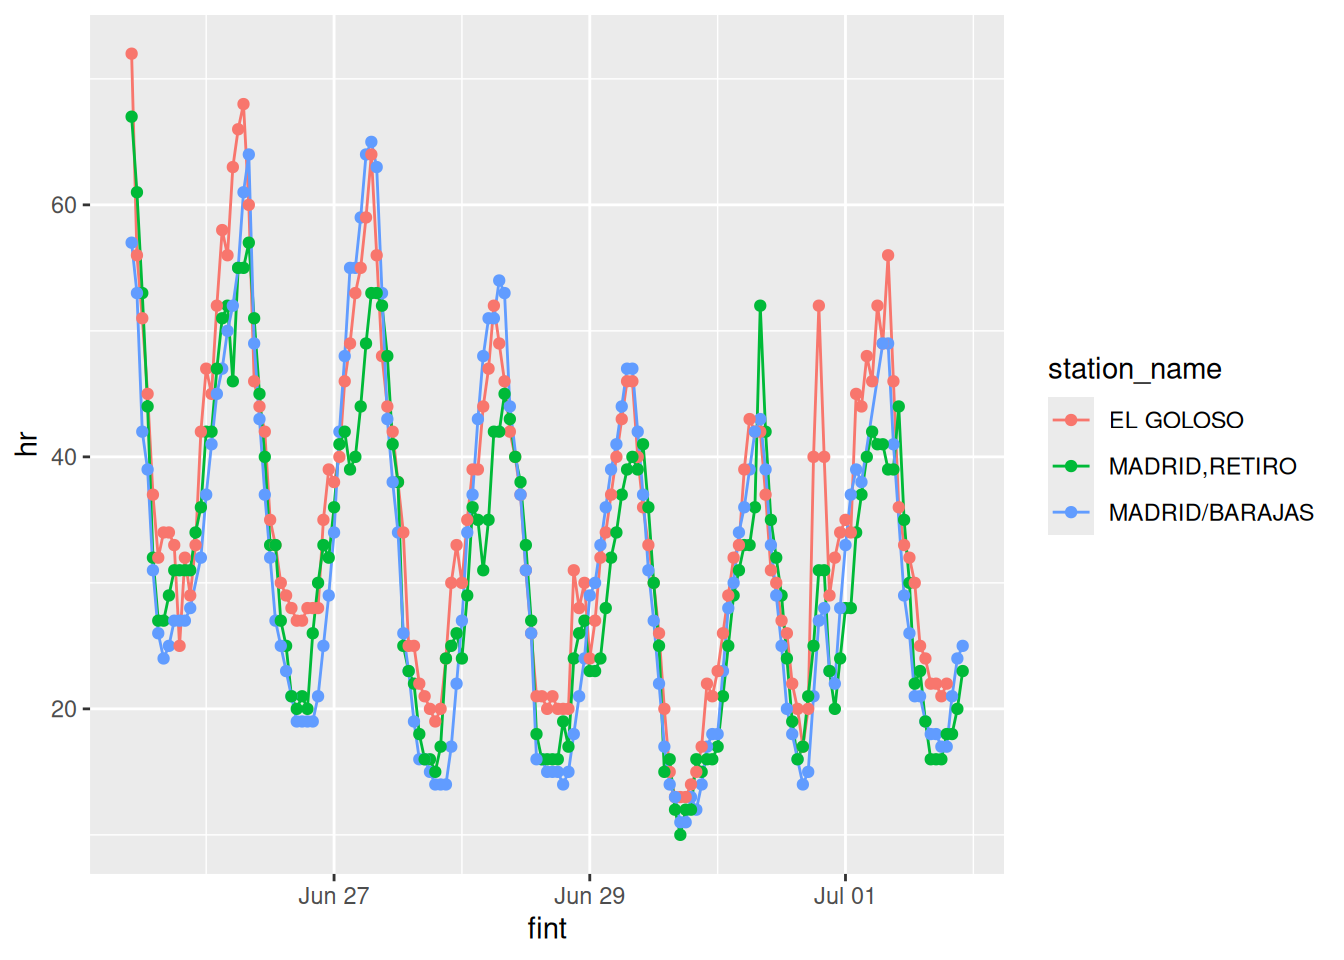 hr
60
40
20
Jun 27
Jun 29
Jul 01
fint
station_name
EL GOLOSO
MADRID,RETIRO
MADRID/BARAJAS